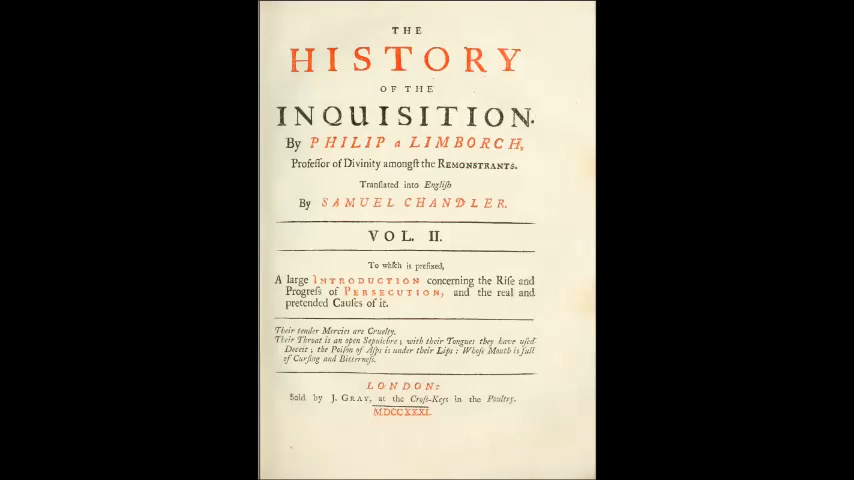 THE
HISTORY
OF THE
INQUISITION.
By PHILIP a LIMBORCH,
Profeſſor of Divinity amongſt the REMONSTRANTS.
Tranſlated into Engliſh
By SAMUEL CHANDLER.
VOL. II.
To which is prefixed,
A large INTRODUCTION concerning the Riſe and
Progreſs of PERSECUTION, and the real and
pretended Cauſes of it.
Their tender Mercies are Cruelty.
Their Throat is an open Sepulchre; with their Tongues they have uſed
Deceit; the Poiſon of Aſps is under their Lips: Whoſe Mouth is full
of Curſing and Bitterneſs.
LONDON:
Sold by J. GRAY, at the Croſs-Keys in the Poultry.
MDCCXXXI.